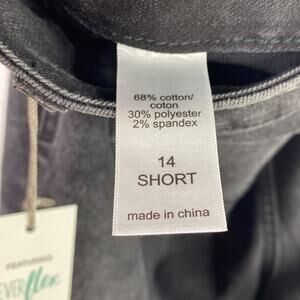 68% cotton/
coton
30% polyester
2% spandex
14
SHORT
made in china
FEATURING
EVERflex